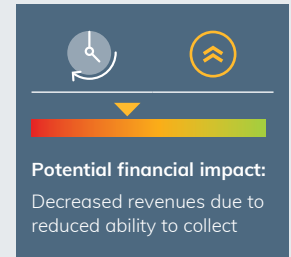 Potential financial impact:
Decreased revenues due to
reduced ability to collect